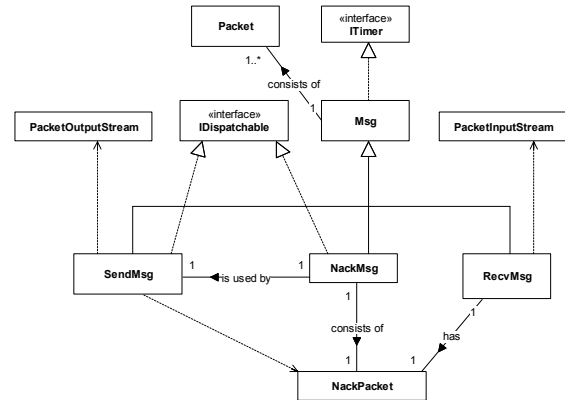 Packet
«interface»
ITimer
1..*
consists of
1
Msg
«interface»
IDispatchable
PacketOutputStream
PacketInputStream
SendMsg
1
is used by
1
NackMsg
RecvMsg
1
1
consists of
has
1
1
NackPacket